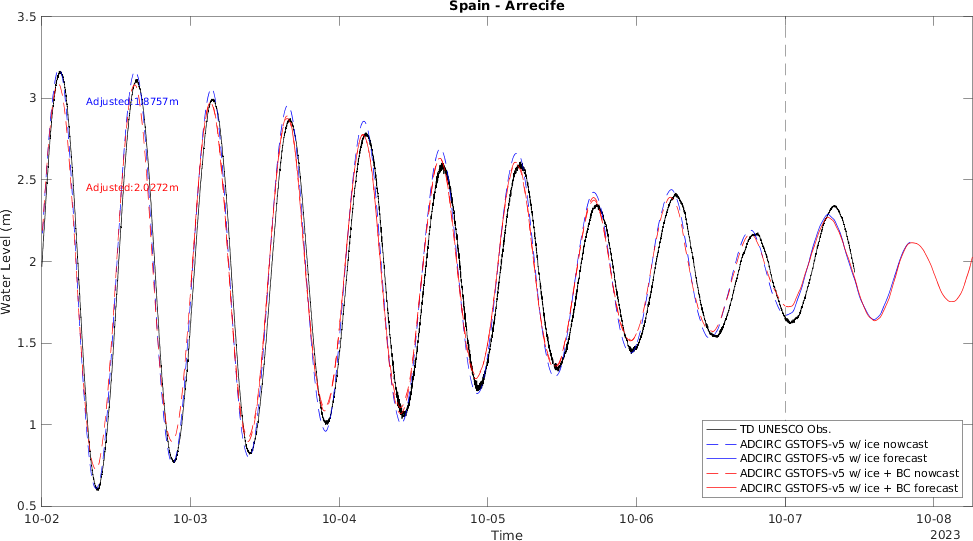 Spain - Arrecife
3.5
3
2.5
2
1.5
1
0.5
Water Level (m)
Adjusted:1.8757m
Adjusted:2.0272m
TD UNESCO Obs.
ADCIRC GSTOFS-v5 w/ ice nowcast
ADCIRC GSTOFS-v5 w/ ice forecast
ADCIRC GSTOFS-v5 w/ ice + BC nowcast
ADCIRC GSTOFS-v5 w/ ice + BC forecast
10-02 10-03 10-04 10-05 10-06 10-07 10-08
Time
2023